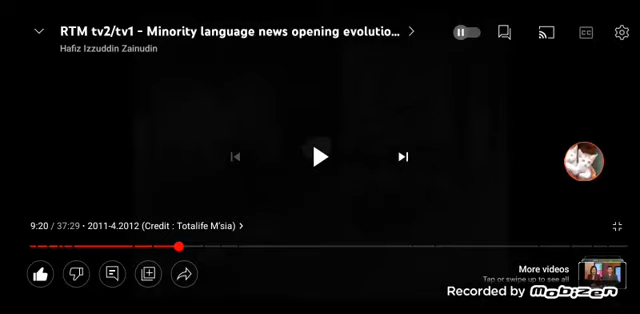 RTM tv2/tv1 - Minority language news opening evolutio...
Hafiz Izzuddin Zainudin
CC
9:20 / 37:29 • 2011-4.2012 (Credit : Totalife M'sia)
More videos
Tap or swipe up to see all
Recorded by Mobizen